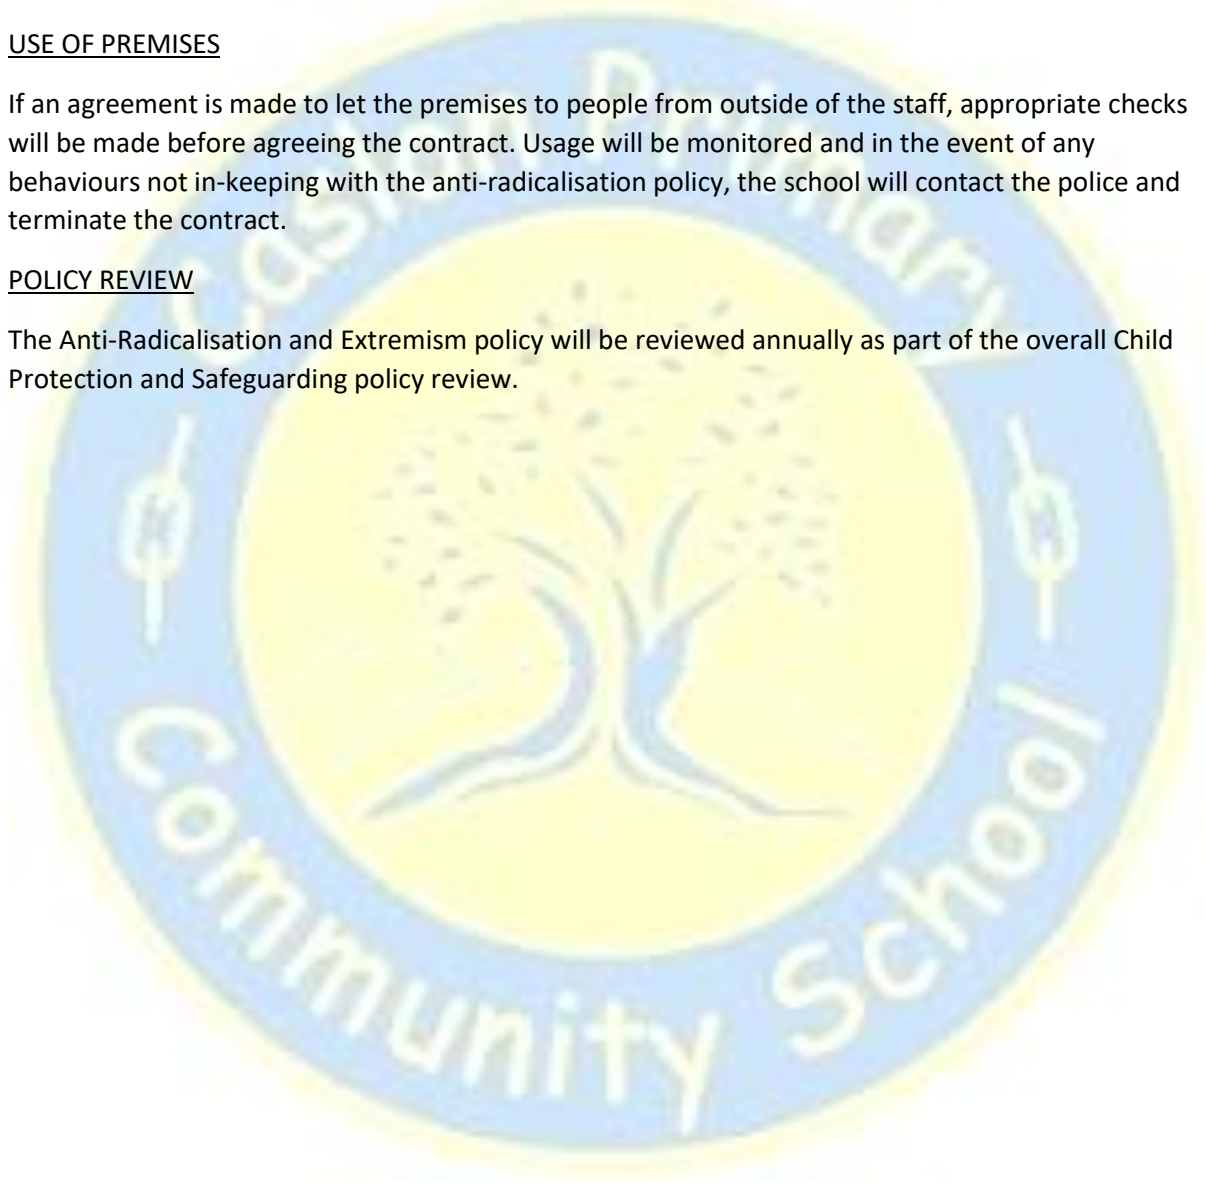 USE OF PREMISES
If an agreement is made to let the premises to people from outside of the staff, appropriate checks
will be made before agreeing the contract. Usage will be monitored and in the event of any
behaviours not in-keeping with the anti-radicalisation policy, the school will contact the police and
terminate the contract.
POLICY REVIEW
The Anti-Radicalisation and Extremism policy will be reviewed annually as part of the overall Child
Protection and Safeguarding policy review.
Caslon Primary
Community School